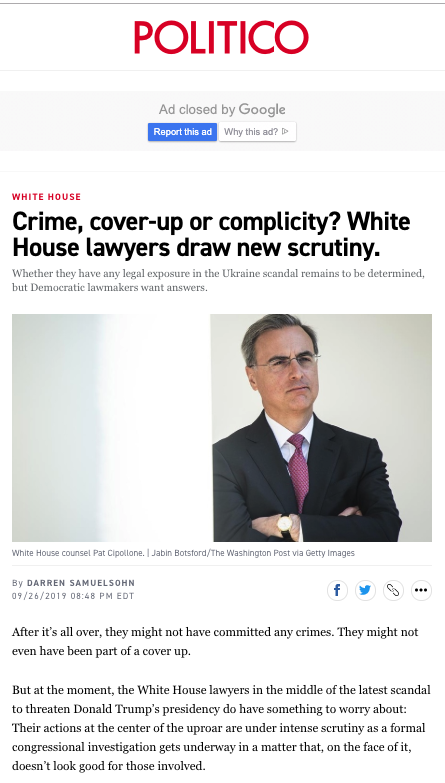 POLITICO
Ad closed by Google
Report this ad
Why this ad?
WHITE HOUSE
Crime, cover-up or complicity? White
House lawyers draw new scrutiny.
Whether they have any legal exposure in the Ukraine scandal remains to be determined,
but Democratic lawmakers want answers.
White House counsel Pat Cipollone. | Jabin Botsford/The Washington Post via Getty Images
By DARREN SAMUELSOHN
09/26/2019 08:48 PM EDT
After it's all over, they might not have committed any crimes. They might not
even have been part of a cover up.
But at the moment, the White House lawyers in the middle of the latest scandal
to threaten Donald Trump's presidency do have something to worry about:
Their actions at the center of the uproar are under intense scrutiny as a formal
congressional investigation gets underway in a matter that, on the face of it,
doesn't look good for those involved.